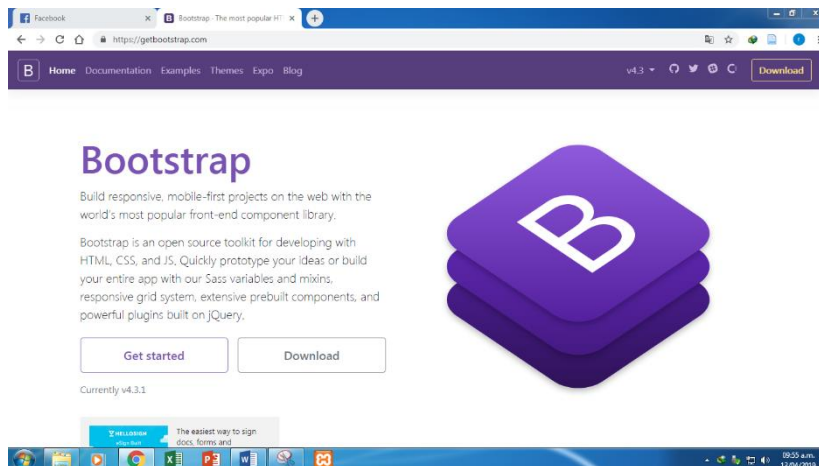 Facebook
Bootstrap · The most popular HT
https://getbootstrap.com
B Home Documentation Examples Themes Expo Blog v4.3 Download
Bootstrap
Build responsive, mobile-first projects on the web with the
world's most popular front-end component library.
Bootstrap is an open source toolkit for developing with
HTML, CSS, and JS, Quickly prototype your ideas or build
your entire app with our Sass variables and mixins,
responsive grid system, extensive prebuilt components, and
powerful plugins built on jQuery,
B
Get started Download
Currently v4.3.1
HELLOSIGN
The easiest way to sign
docs, forms and
09:55 a.m.